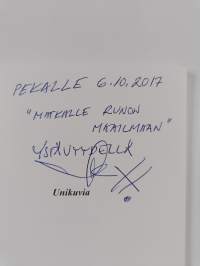 PEKALLE 6.10.2017
"MATKALLE RUNON
MAAILMAAN"
YSTÄVYYDELLÄ
Unikuvia